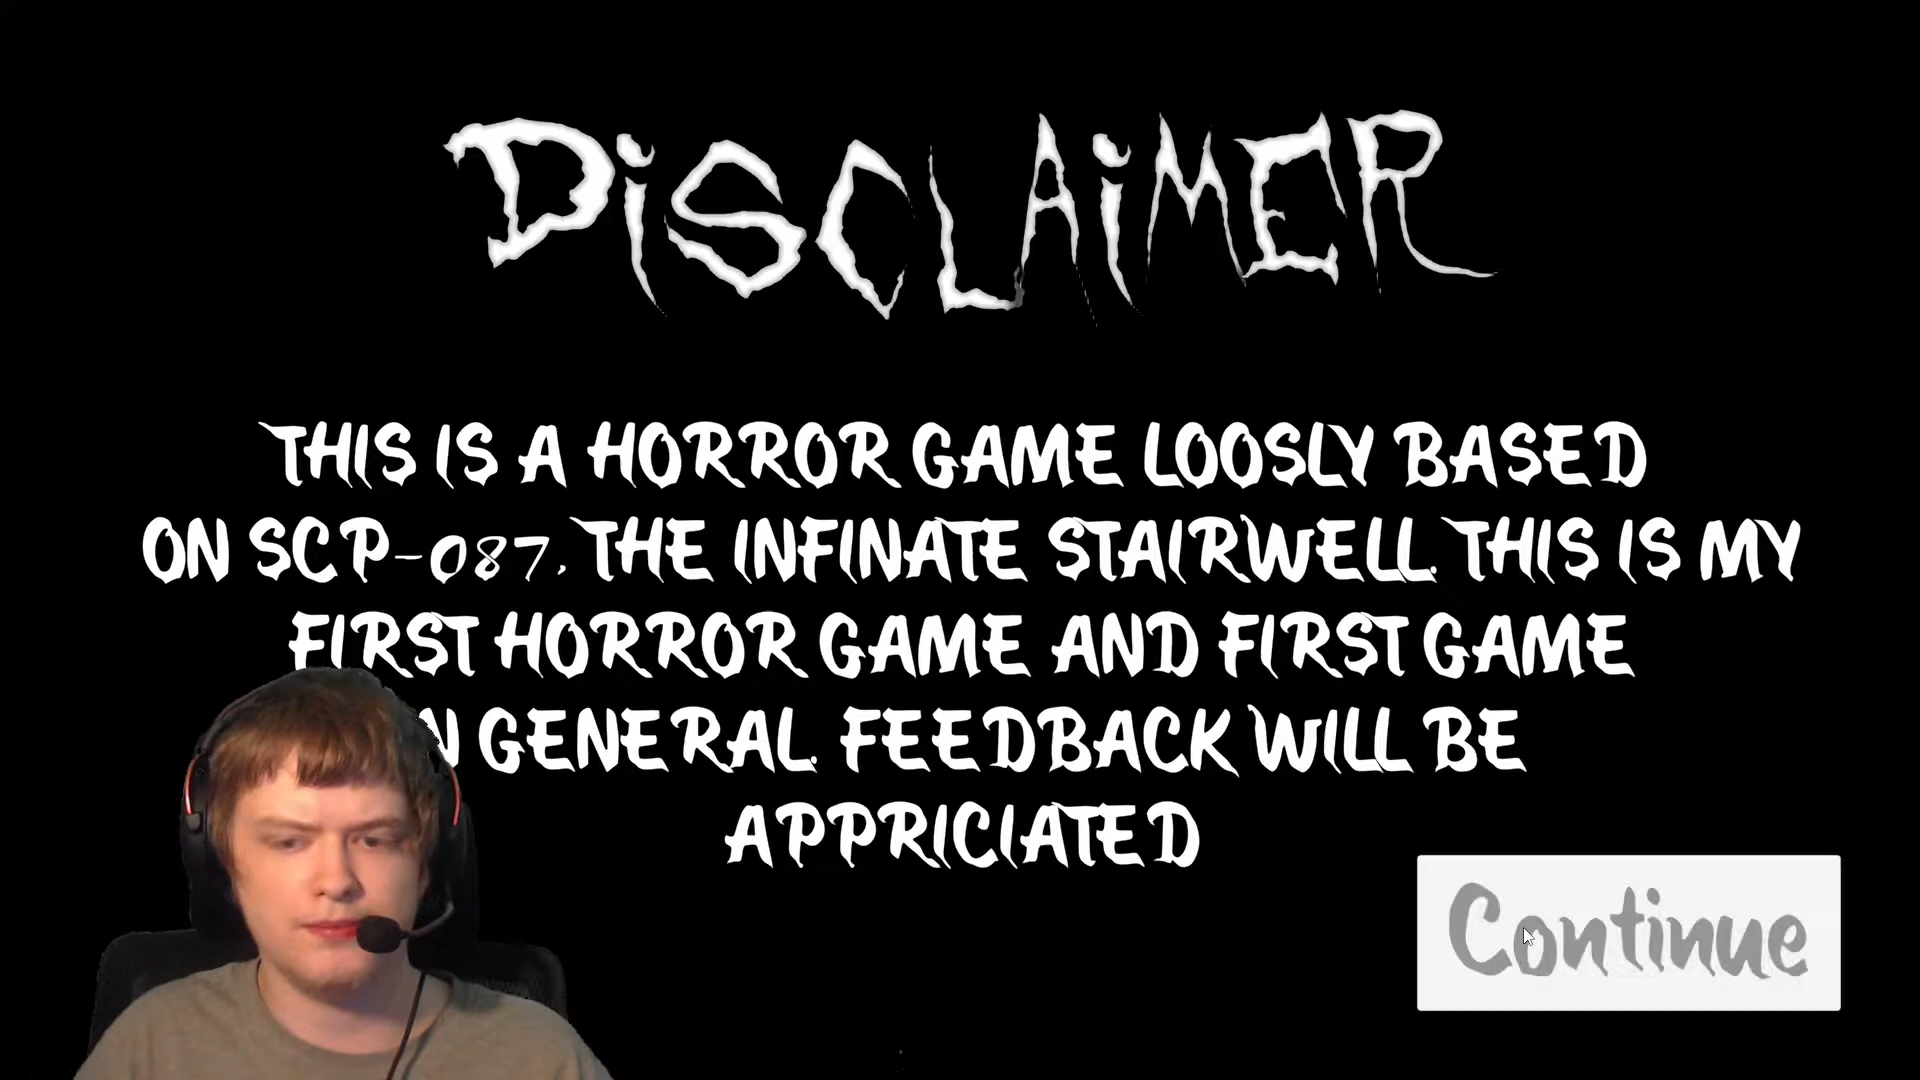 DiSCLAiMER
THIS IS A HORROR GAME LOOSLY BASED
ON SCP-087, THE INFINATE STAIRWELL. THIS IS MY
FIRST HORROR GAME AND FIRST GAME
GENERAL. FEEDBACK WILL BE
APPRICIATED
Continue